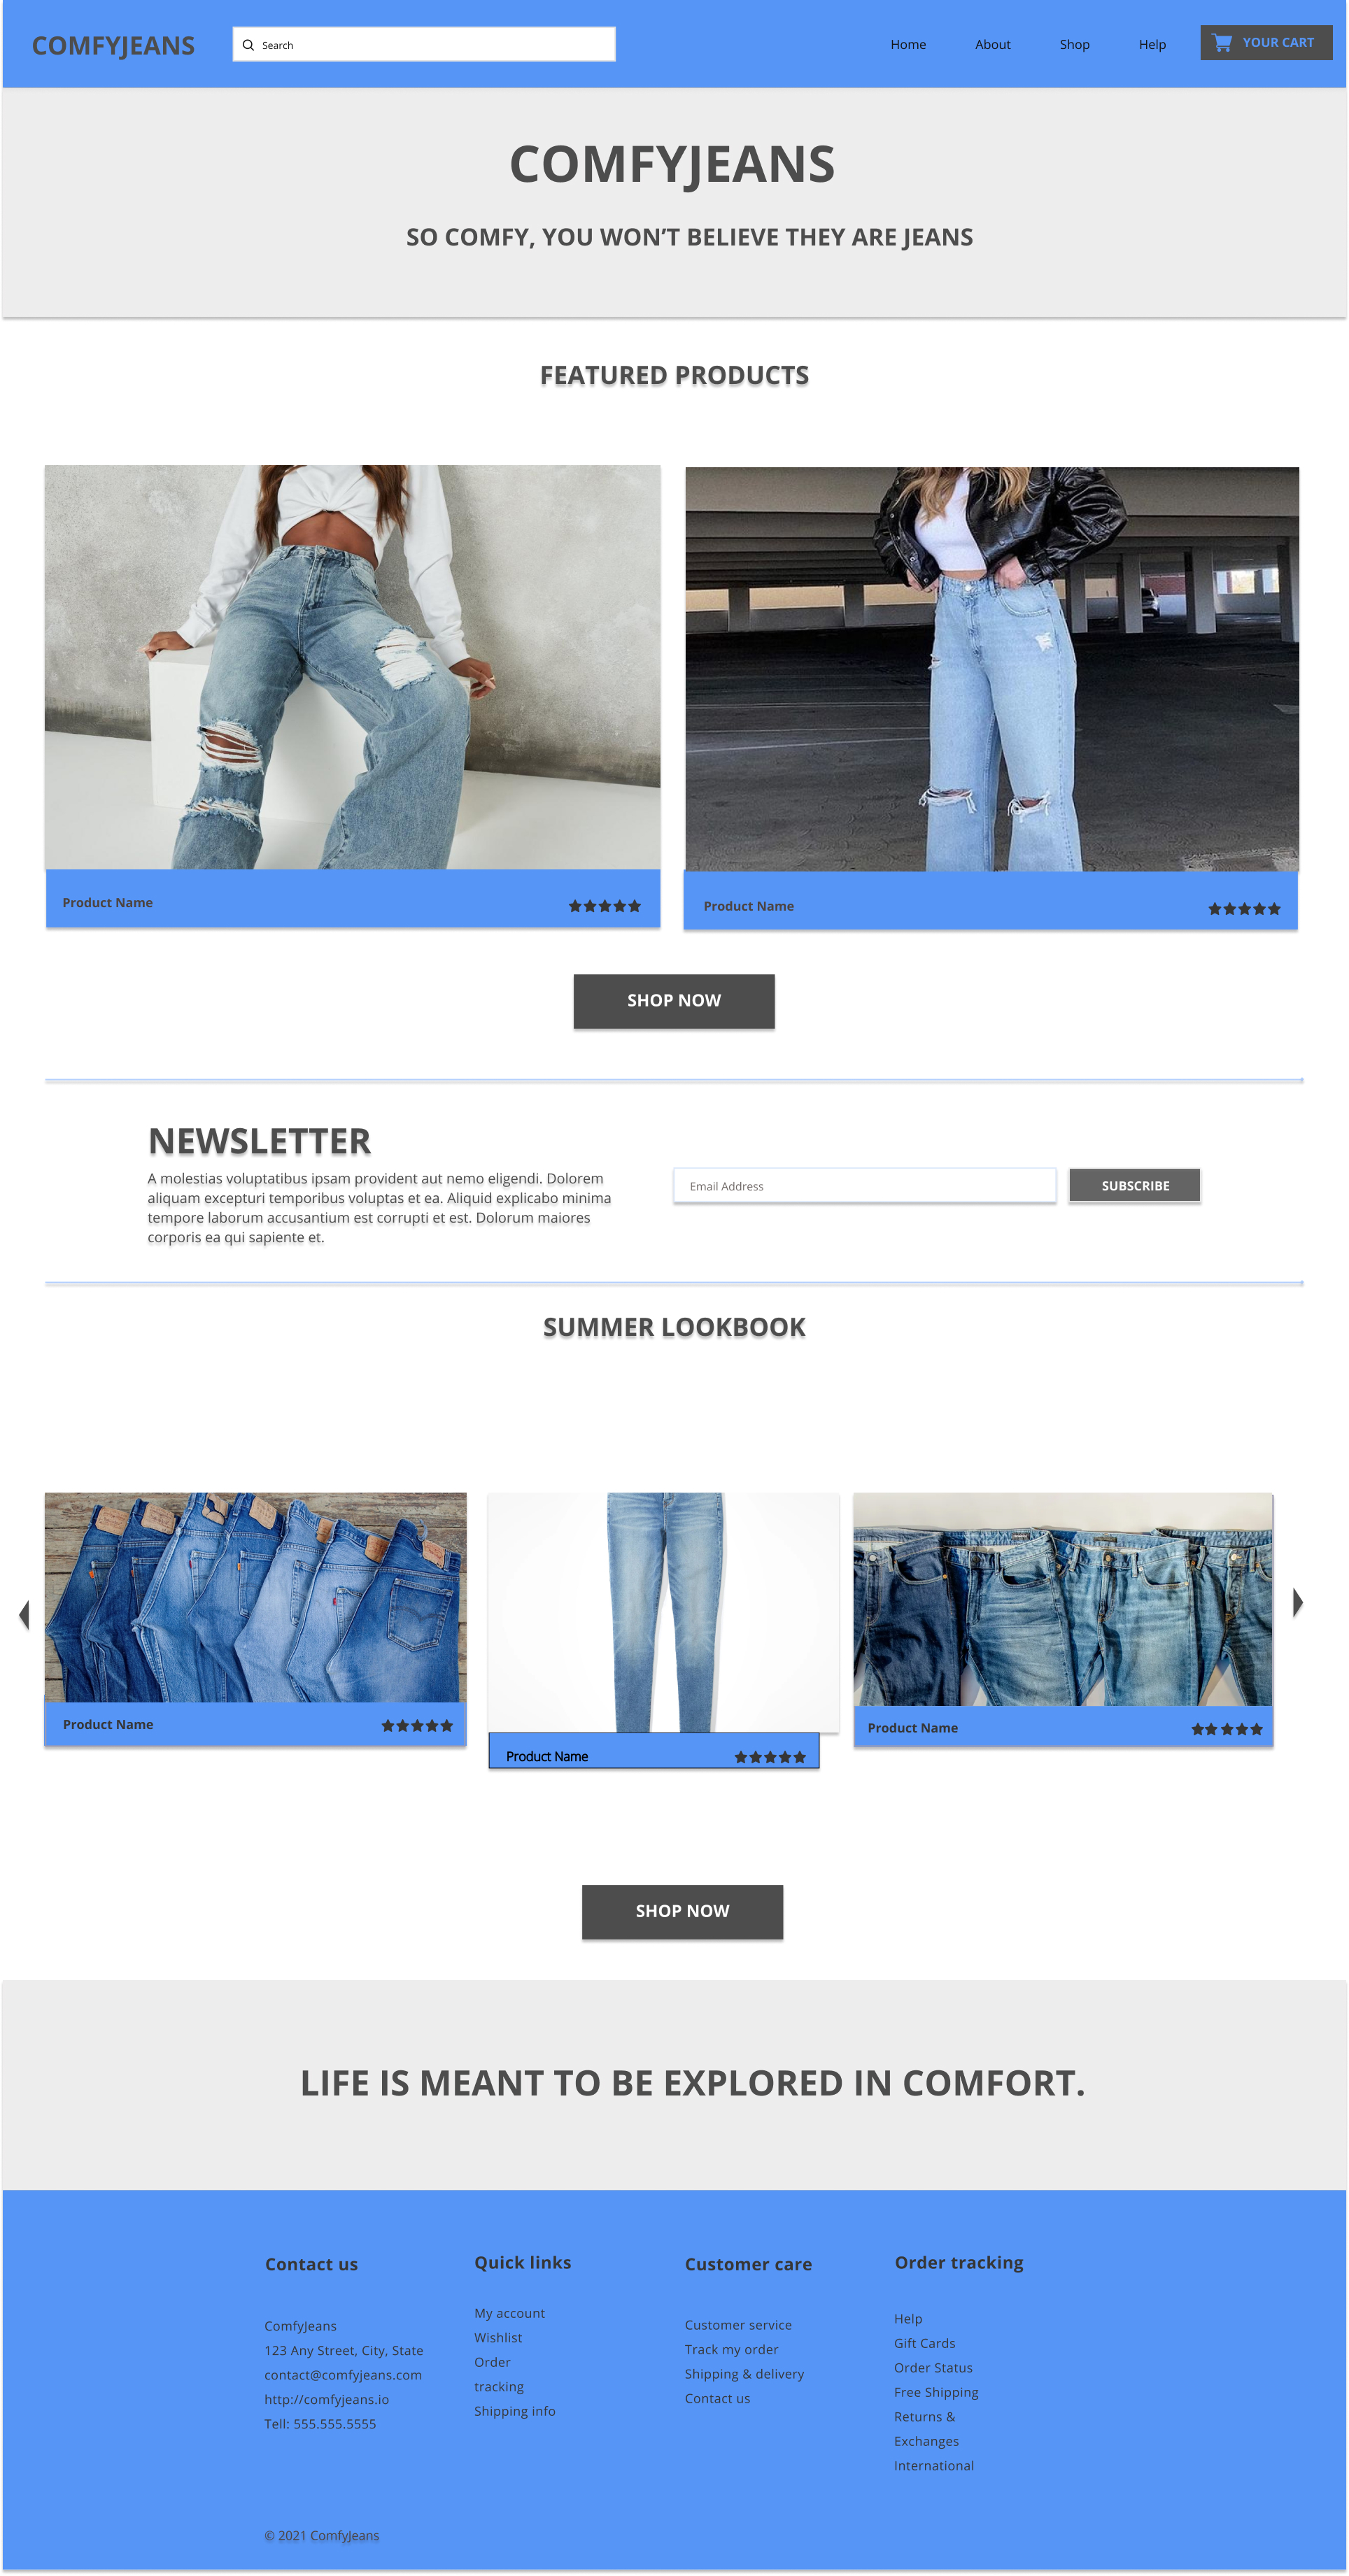 COMFYJEANS
Search
Home
About
Shop
Help
YOUR CART
COMFYJEANS
SO COMFY, YOU WON’T BELIEVE THEY ARE JEANS
FEATURED PRODUCTS
Product Name
Product Name
SHOP NOW
NEWSLETTER
A molestias voluptatibus ipsam provident aut nemo eligendi. Dolorem
aliquam excepturi temporibus voluptas et ea. Aliquid explicabo minima
tempore laborum accusantium est corrupti et est. Dolorum maiores
corporis ea qui sapiente et.
Email Address
SUBSCRIBE
SUMMER LOOKBOOK
Product Name
Product Name
Product Name
SHOP NOW
LIFE IS MEANT TO BE EXPLORED IN COMFORT.
Contact us
ComfyJeans
123 Any Street, City, State
contact@comfyjeans.com
http://comfyjeans.io
Tell: 555.555.5555
Quick links
My account
Wishlist
Order
tracking
Shipping info
Customer care
Customer service
Track my order
Shipping & delivery
Contact us
Order tracking
Help
Gift Cards
Order Status
Free Shipping
Returns &
Exchanges
International
© 2021 ComfyJeans